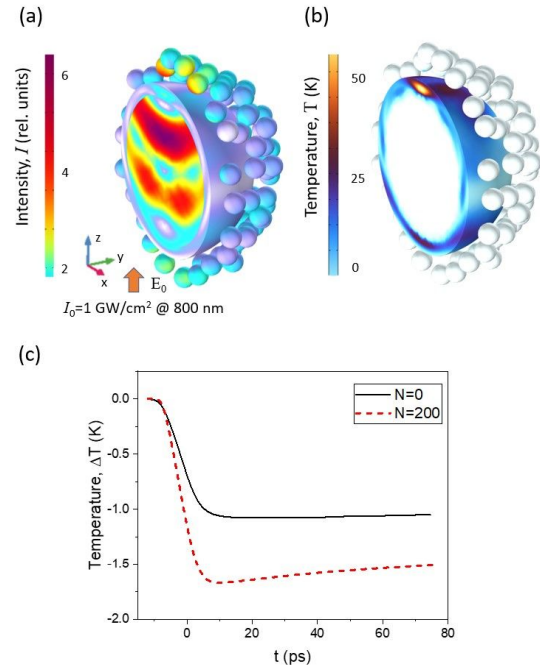 (a)
(b)
Intensity, I (rel. units)
6
4
2
z
y
x
E₀
I₀=1 GW/cm² @ 800 nm
Temperature, T (K)
50
25
0
(c)
Temperature, ΔT (K)
0.0
-0.5
-1.0
-1.5
-2.0
N=0
N=200
0 20 40 60 80
t (ps)